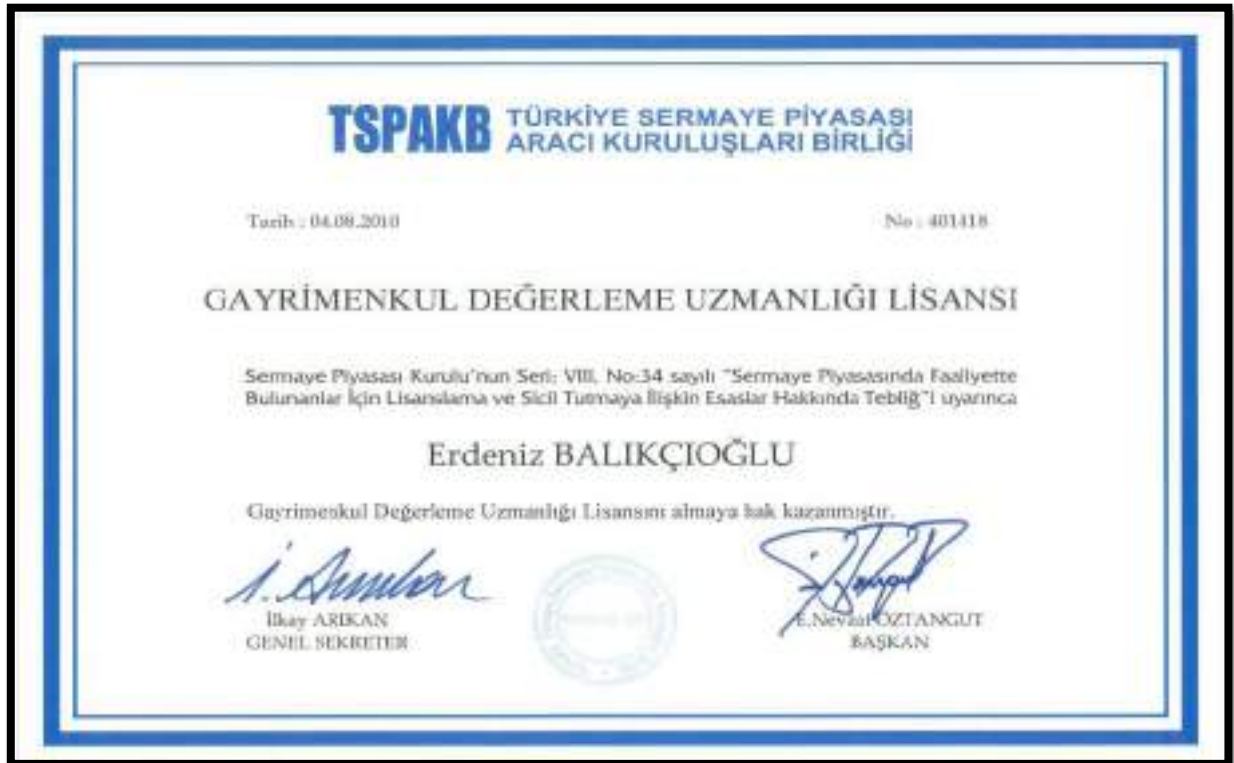 TSPAKB TÜRKİYE SERMAYE PİYASASI
ARACI KURULUŞLARI BİRLİĞİ
Tarih : 04.08.2010
No : 401418
GAYRİMENKUL DEĞERLEME UZMANLIĞI LİSANSI
Sermaye Piyasası Kurulu'nun Seri: VIII, No:34 sayılı "Sermaye Piyasasında Faaliyette
Bulunanlar İçin Lisanslama ve Sicil Tutmaya İlişkin Esaslar Hakkında Tebliğ"i uyarınca
Erdeniz BALIKÇIOĞLU
Gayrimenkul Değerleme Uzmanlığı Lisansını almaya hak kazanmıştır.
İlkay ARIKAN
GENEL SEKRETER
E.Nevzat ÖZTANGUT
BAŞKAN